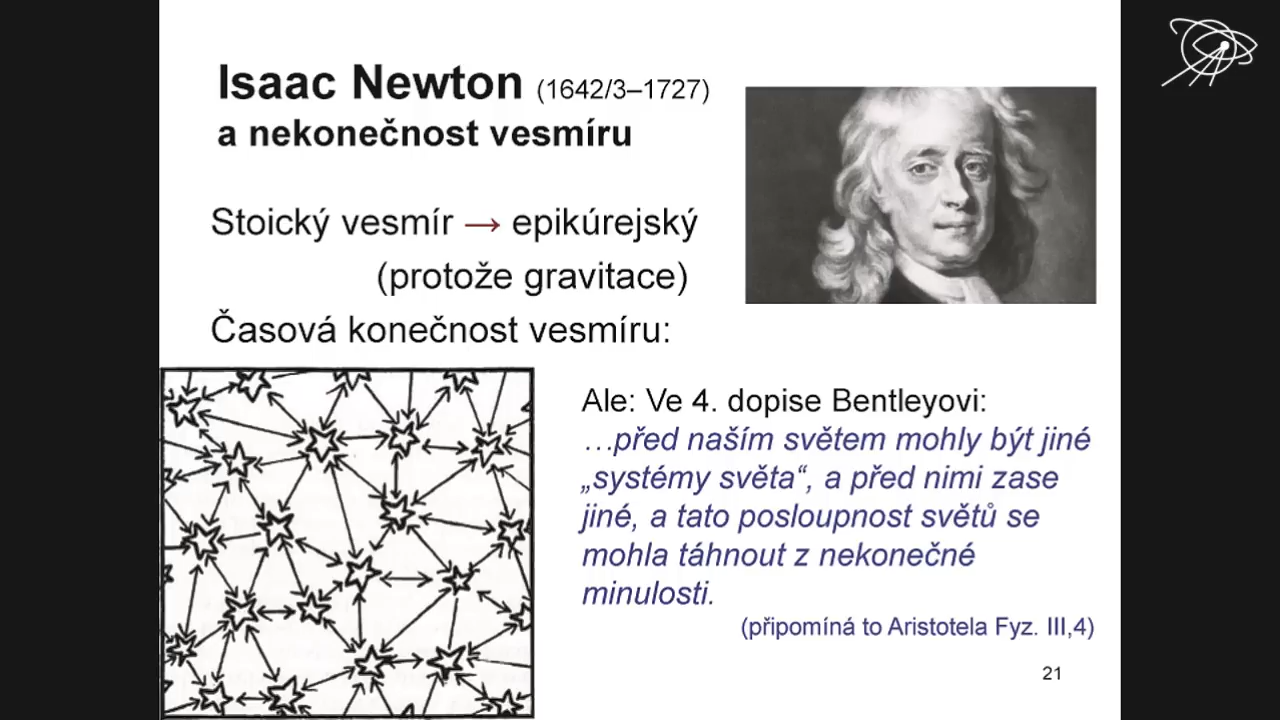 Isaac Newton (1642/3–1727)
a nekonečnost vesmíru
Stoický vesmír → epikúrejský
(protože gravitace)
Časová konečnost vesmíru:
Ale: Ve 4. dopise Bentleyovi:
…před naším světem mohly být jiné
„systémy světa“, a před nimi zase
jiné, a tato posloupnost světů se
mohla táhnout z nekonečné
minulosti.
(připomíná to Aristotela Fyz. III,4)
21